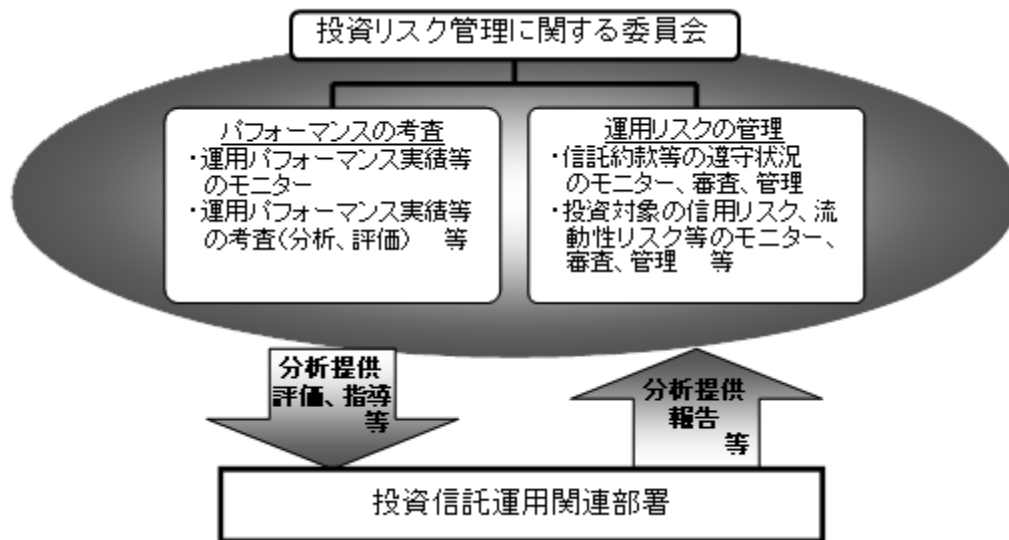 投資リスク管理に関する委員会
パフォーマンスの考査
・運用パフォーマンス実績等
のモニター
・運用パフォーマンス実績等
の考査(分析、評価) 等
運用リスクの管理
・信託約款等の遵守状況
のモニター、審査、管理
・投資対象の信用リスク、流
動性リスク等のモニター、
審査、管理 等
分析提供
評価、指導
等
分析提供
報告
等
投資信託運用関連部署